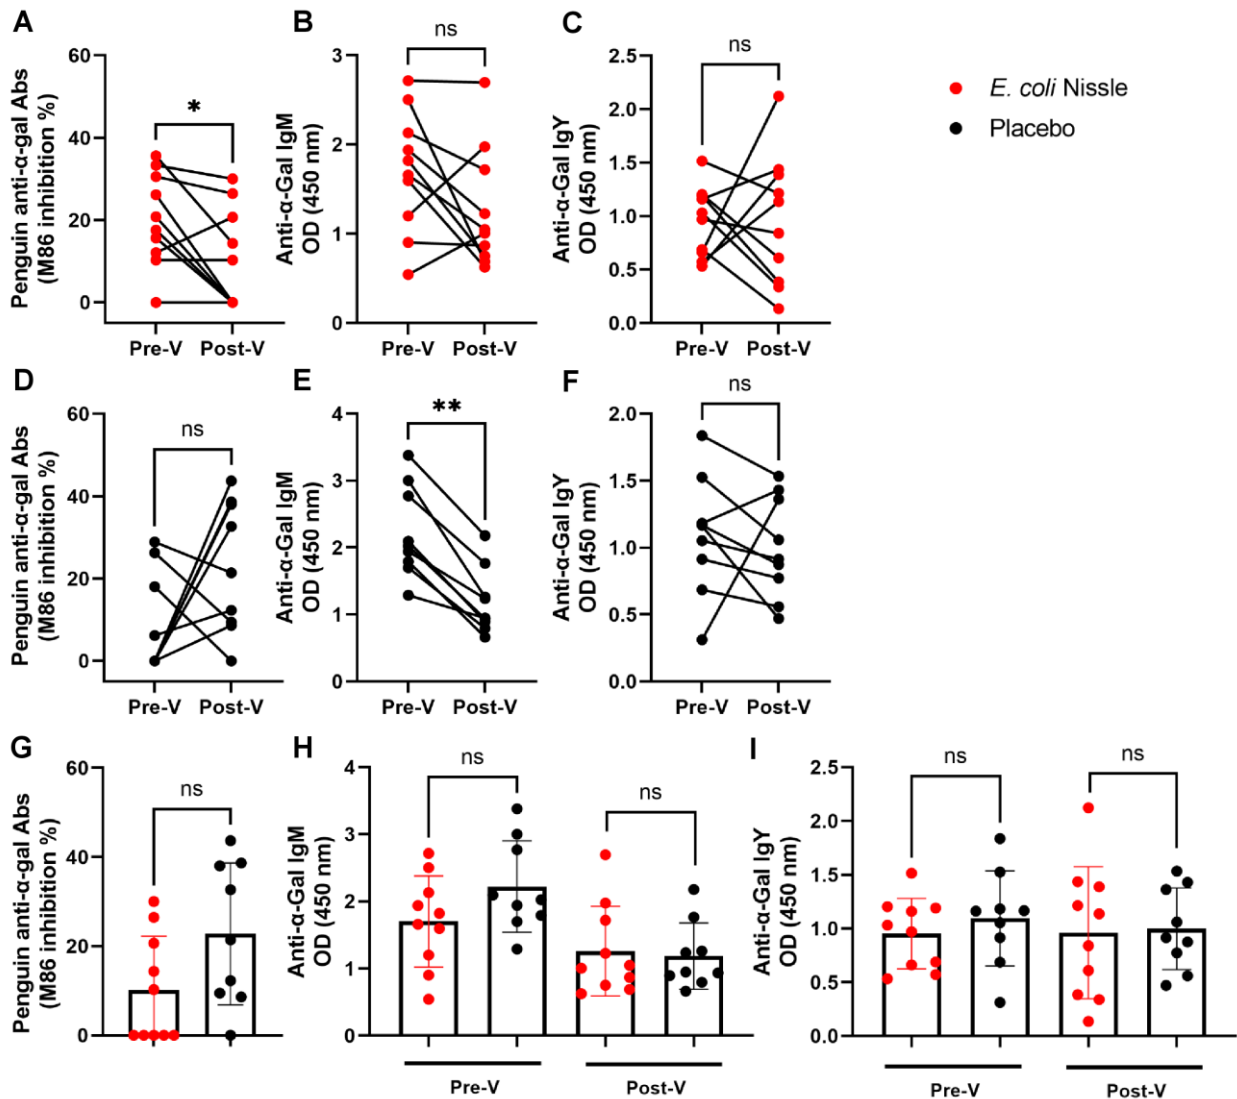 A
Penguin anti-α-gal Abs
(M86 inhibition %)
60
40
20
0
*
Pre-V Post-V
B
Anti-α-Gal IgM
OD (450 nm)
3
2
1
0
ns
Pre-V Post-V
C
Anti-α-Gal IgY
OD (450 nm)
2.5
2.0
1.5
1.0
0.5
0.0
ns
Pre-V Post-V
E. coli Nissle
Placebo
D
Penguin anti-α-gal Abs
(M86 inhibition %)
60
40
20
0
ns
Pre-V Post-V
E
Anti-α-Gal IgM
OD (450 nm)
4
3
2
1
0
**
Pre-V Post-V
F
Anti-α-Gal IgY
OD (450 nm)
2.0
1.5
1.0
0.5
0.0
ns
Pre-V Post-V
G
Penguin anti-α-gal Abs
(M86 inhibition %)
60
40
20
0
ns
H
Anti-α-Gal IgM
OD (450 nm)
4
3
2
1
0
ns
ns
Pre-V Post-V
I
Anti-α-Gal IgY
OD (450 nm)
2.5
2.0
1.5
1.0
0.5
0.0
ns
ns
Pre-V Post-V